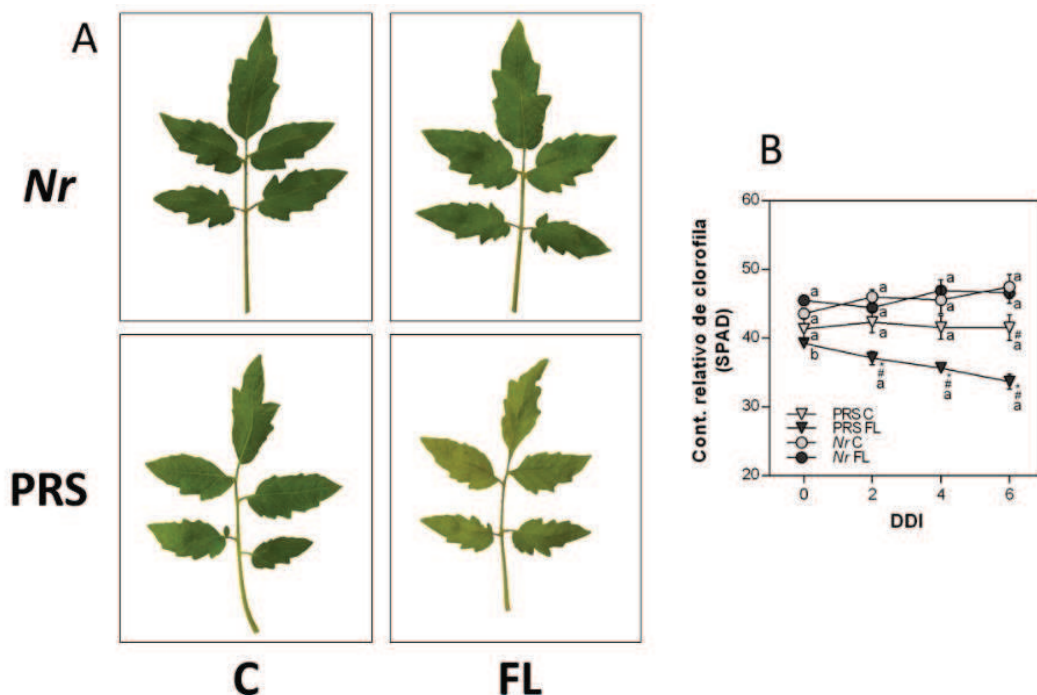 A
Nr
PRS
C
FL
B
Cont. relativo de clorofila
(SPAD)
60
50
40
30
20
a a a a
a a a a
a a a #
a
b *
#
a *
#
a *
#
a
PRS C
PRS FL
Nr C
Nr FL
0 2 4 6
DDI